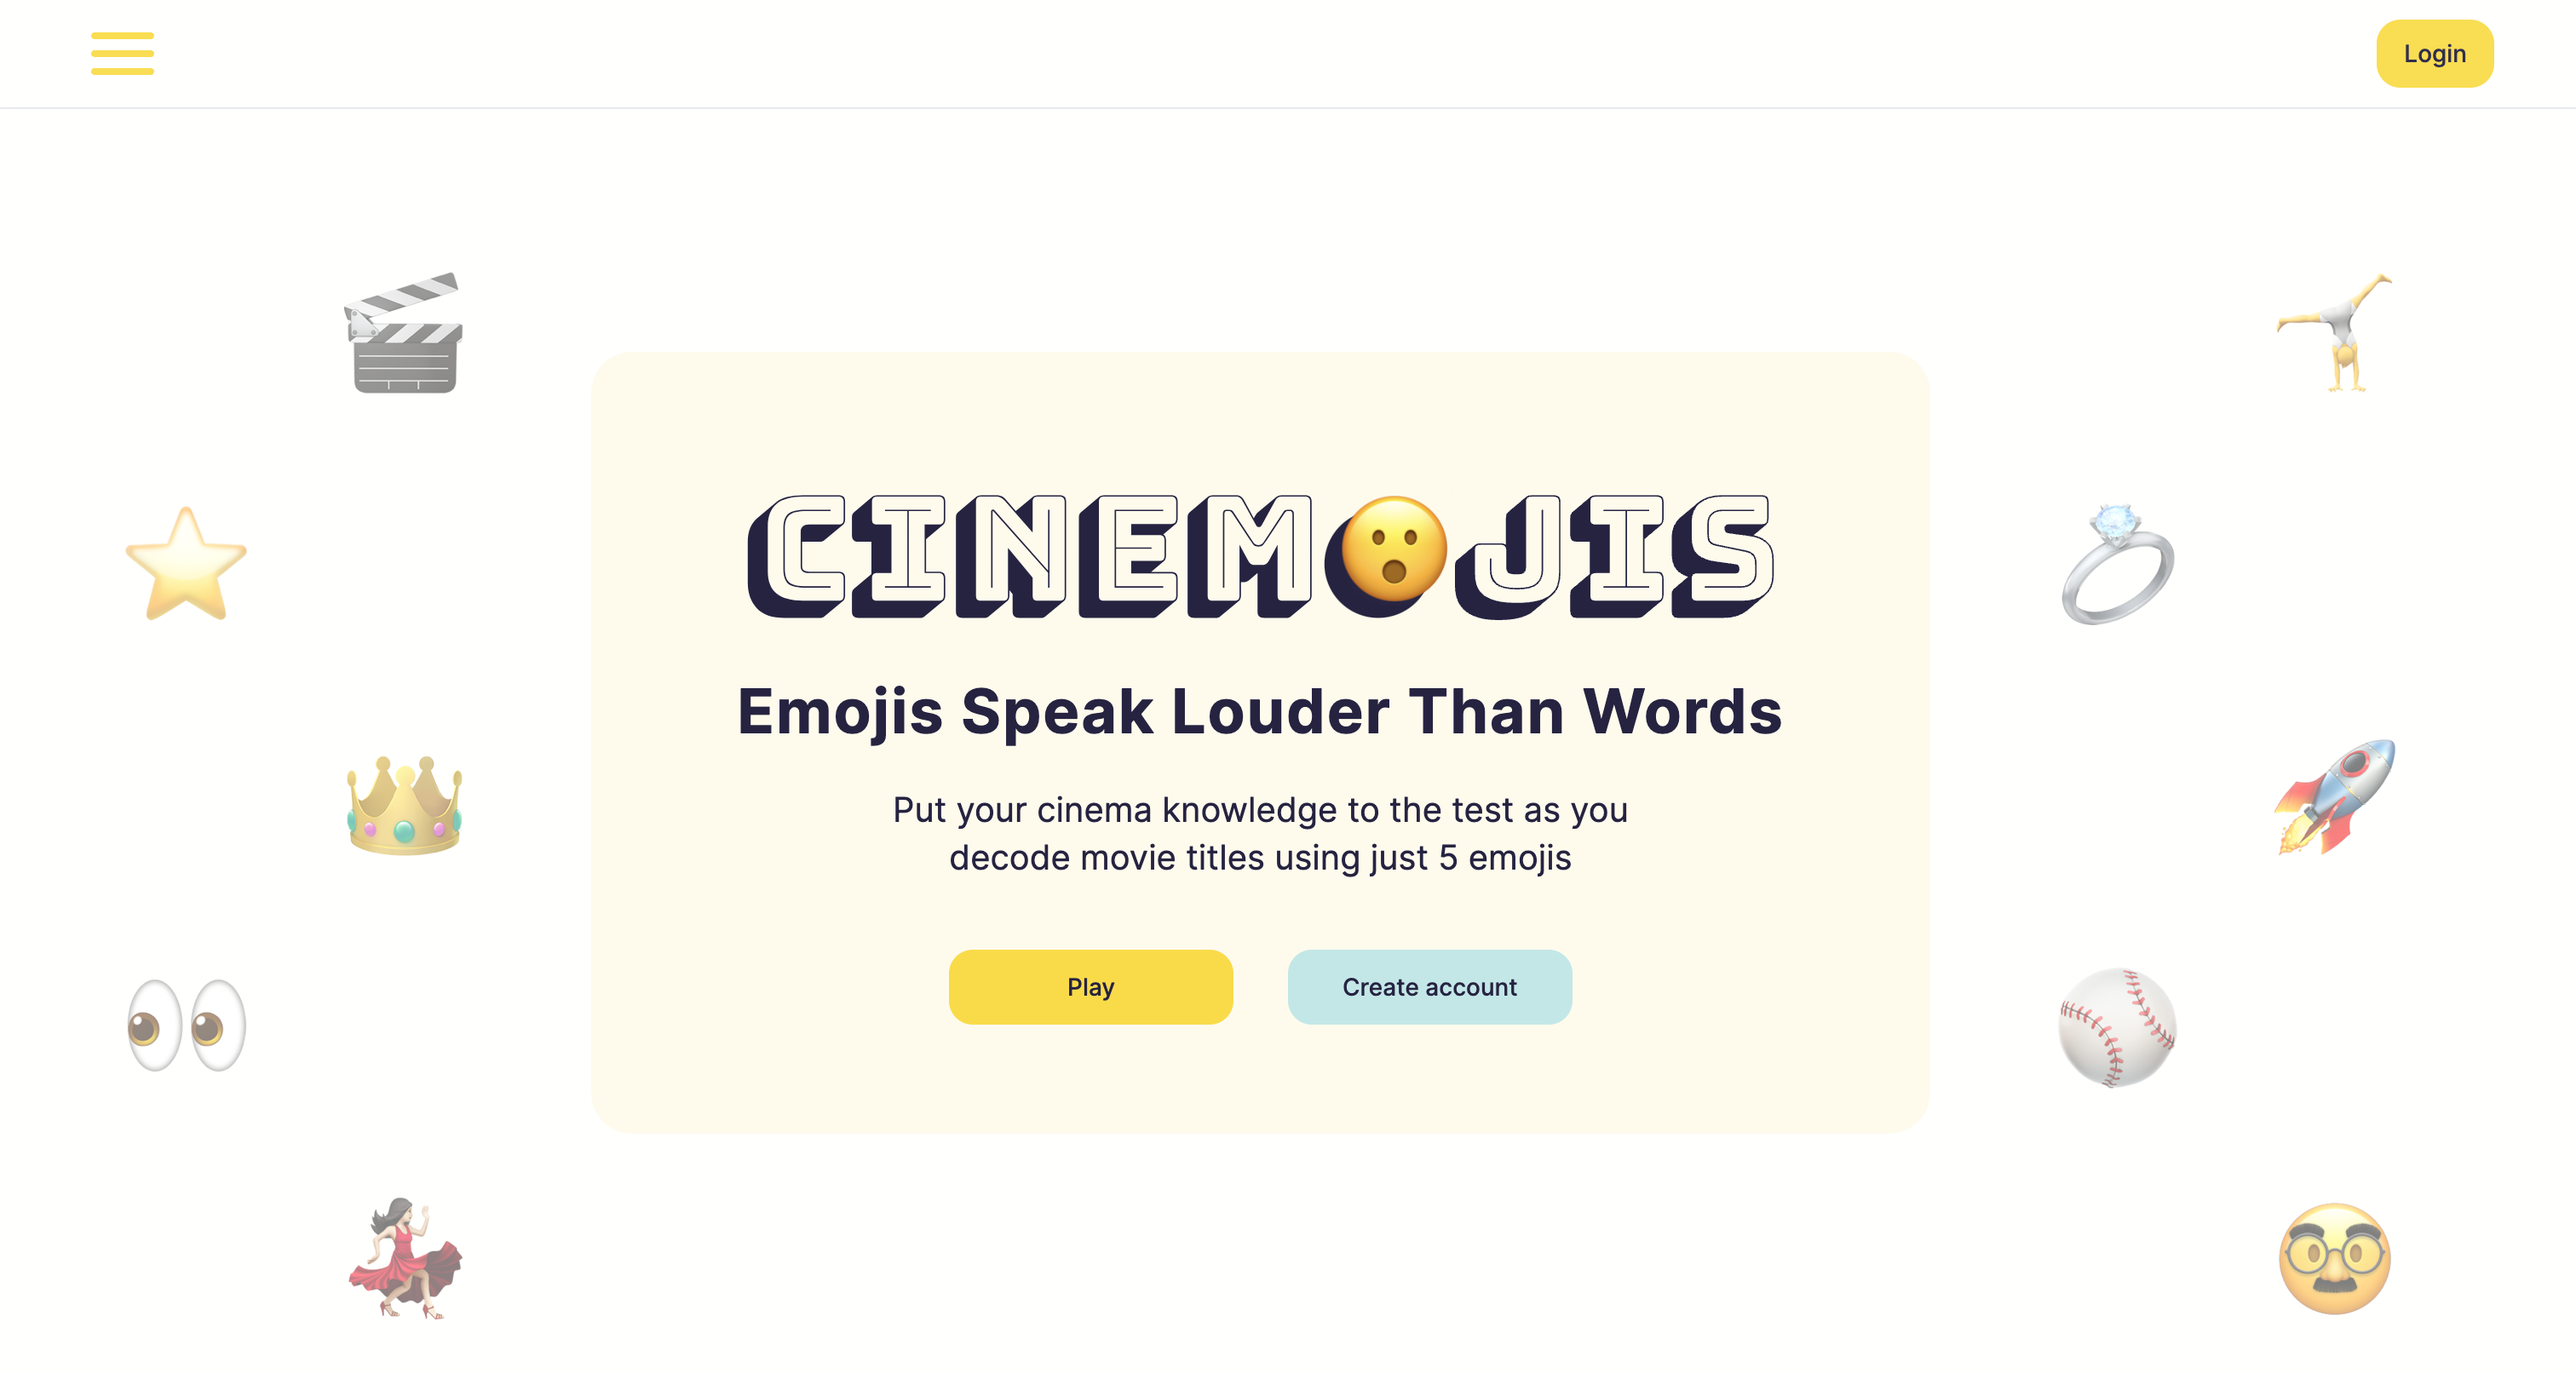 Login
CINEM😮JIS
Emojis Speak Louder Than Words
Put your cinema knowledge to the test as you
decode movie titles using just 5 emojis
Play
Create account